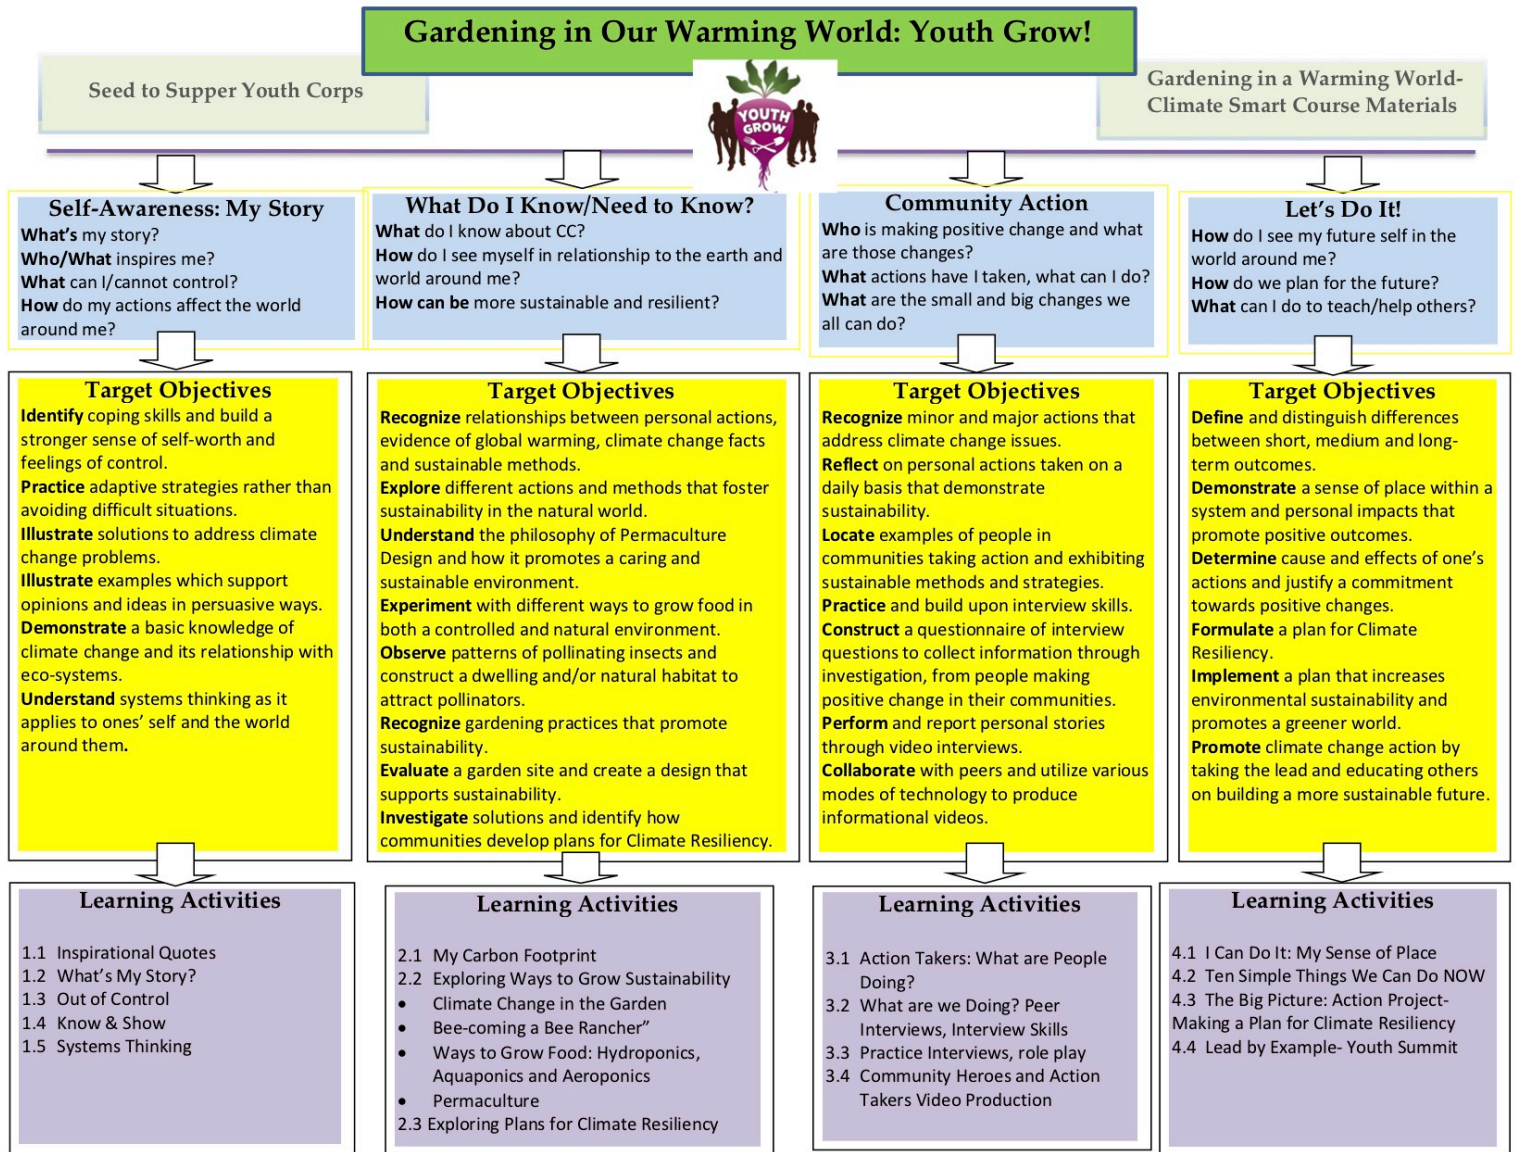 Gardening in Our Warming World: Youth Grow!
Seed to Supper Youth Corps
YOUTH
GROW
Gardening in a Warming World-
Climate Smart Course Materials
Self-Awareness: My Story
What's my story?
Who/What inspires me?
What can I/cannot control?
How do my actions affect the world
around me?
What Do I Know/Need to Know?
What do I know about CC?
How do I see myself in relationship to the earth and
world around me?
How can be more sustainable and resilient?
Community Action
Who is making positive change and what
are those changes?
What actions have I taken, what can I do?
What are the small and big changes we
all can do?
Let's Do It!
How do I see my future self in the
world around me?
How do we plan for the future?
What can I do to teach/help others?
Target Objectives
Identify coping skills and build a
stronger sense of self-worth and
feelings of control.
Practice adaptive strategies rather than
avoiding difficult situations.
Illustrate solutions to address climate
change problems.
Illustrate examples which support
opinions and ideas in persuasive ways.
Demonstrate a basic knowledge of
climate change and its relationship with
eco-systems.
Understand systems thinking as it
applies to ones' self and the world
around them.
Target Objectives
Recognize relationships between personal actions,
evidence of global warming, climate change facts
and sustainable methods.
Explore different actions and methods that foster
sustainability in the natural world.
Understand the philosophy of Permaculture
Design and how it promotes a caring and
sustainable environment.
Experiment with different ways to grow food in
both a controlled and natural environment.
Observe patterns of pollinating insects and
construct a dwelling and/or natural habitat to
attract pollinators.
Recognize gardening practices that promote
sustainability.
Evaluate a garden site and create a design that
supports sustainability.
Investigate solutions and identify how
communities develop plans for Climate Resiliency.
Target Objectives
Recognize minor and major actions that
address climate change issues.
Reflect on personal actions taken on a
daily basis that demonstrate
sustainability.
Locate examples of people in
communities taking action and exhibiting
sustainable methods and strategies.
Practice and build upon interview skills.
Construct a questionnaire of interview
questions to collect information through
investigation, from people making
positive change in their communities.
Perform and report personal stories
through video interviews.
Collaborate with peers and utilize various
modes of technology to produce
informational videos.
Target Objectives
Define and distinguish differences
between short, medium and long-
term outcomes.
Demonstrate a sense of place within a
system and personal impacts that
promote positive outcomes.
Determine cause and effects of one's
actions and justify a commitment
towards positive changes.
Formulate a plan for Climate
Resiliency.
Implement a plan that increases
environmental sustainability and
promotes a greener world.
Promote climate change action by
taking the lead and educating others
on building a more sustainable future.
Learning Activities
1.1 Inspirational Quotes
1.2 What's My Story?
1.3 Out of Control
1.4 Know & Show
1.5 Systems Thinking
Learning Activities
2.1 My Carbon Footprint
2.2 Exploring Ways to Grow Sustainability
• Climate Change in the Garden
• Bee-coming a Bee Rancher”
• Ways to Grow Food: Hydroponics,
Aquaponics and Aeroponics
• Permaculture
2.3 Exploring Plans for Climate Resiliency
Learning Activities
3.1 Action Takers: What are People
Doing?
3.2 What are we Doing? Peer
Interviews, Interview Skills
3.3 Practice Interviews, role play
3.4 Community Heroes and Action
Takers Video Production
Learning Activities
4.1 I Can Do It: My Sense of Place
4.2 Ten Simple Things We Can Do NOW
4.3 The Big Picture: Action Project-
Making a Plan for Climate Resiliency
4.4 Lead by Example- Youth Summit